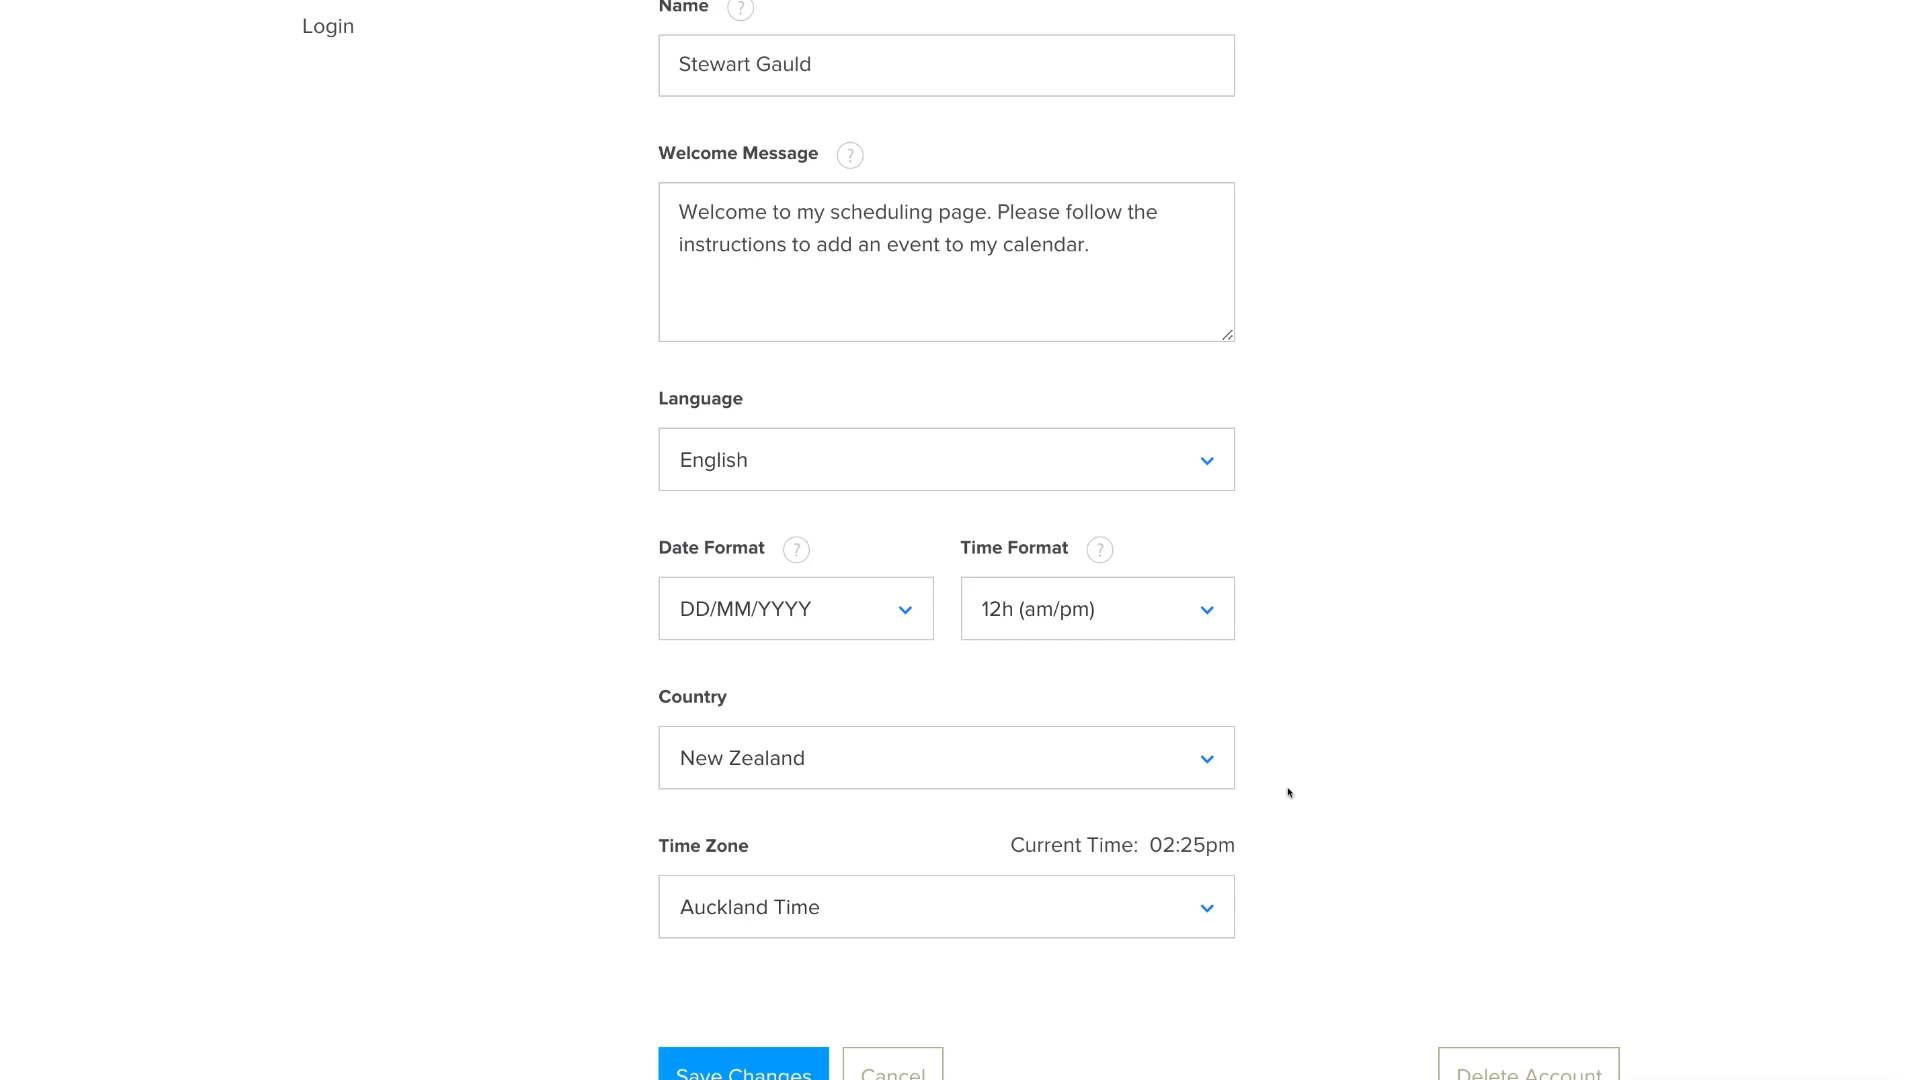 Login
Name ?
Stewart Gauld
Welcome Message ?
Welcome to my scheduling page. Please follow the
instructions to add an event to my calendar.
Language
English
Date Format ? Time Format ?
DD/MM/YYYY 12h (am/pm)
Country
New Zealand
Time Zone Current Time: 02:25pm
Auckland Time
Save Changes Cancel Delete Account